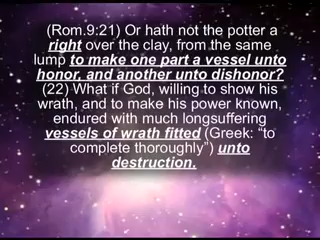 (Rom.9:21) Or hath not the potter a
right over the clay, from the same
lump to make one part a vessel unto
honor, and another unto dishonor?
(22) What if God, willing to show his
wrath, and to make his power known,
endured with much longsuffering
vessels of wrath fitted (Greek: “to
complete thoroughly”) unto
destruction.